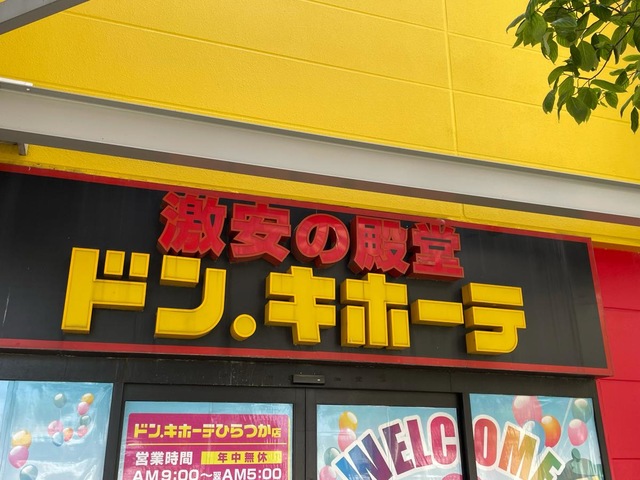 激安の殿堂
ドン.キホーテ
ドン.キホーテひらつか店
営業時間 年中無休
AM9:00〜翌AM5:00
WELCOME